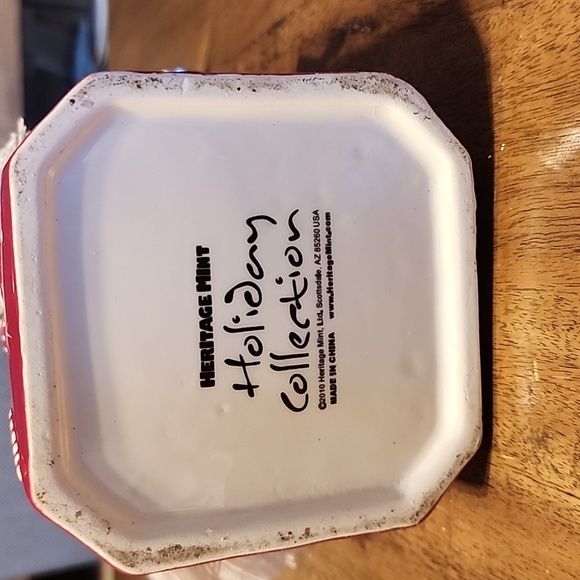 HERITAGE MINT
Holiday
Collection
©2010 Heritage Mint, Ltd. Scottsdale, AZ 85260 USA
MADE IN CHINA www.HeritageMint.com